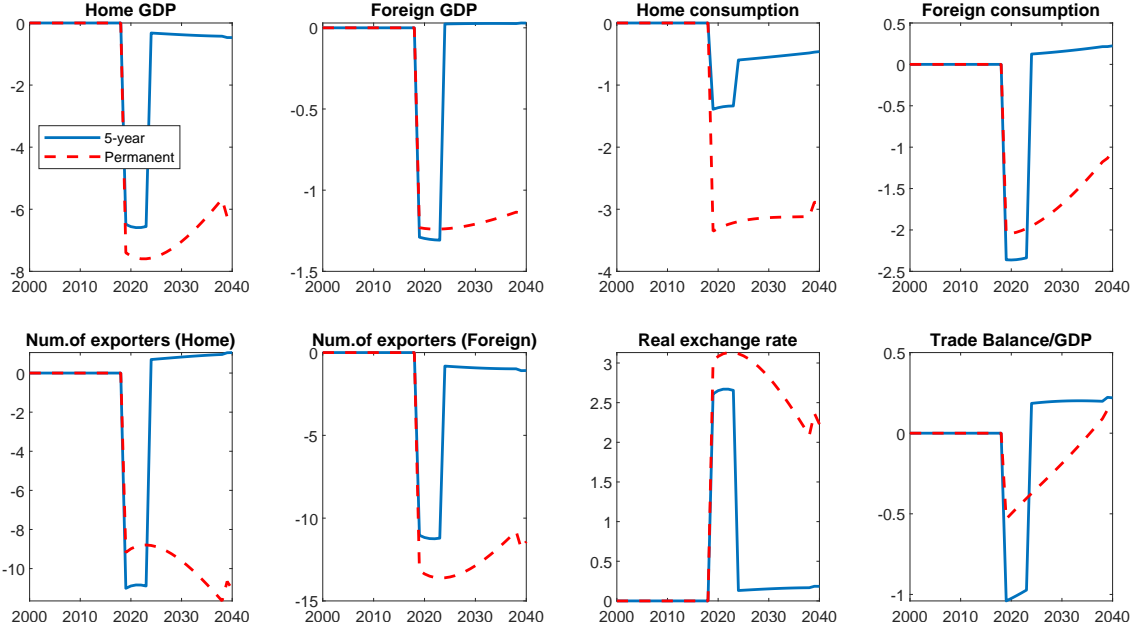 Home GDP
0
-2
-4
-6
-8
2000 2010 2020 2030 2040
5-year
Permanent
Foreign GDP
0
-0.5
-1
-1.5
2000 2010 2020 2030 2040
Home consumption
0
-1
-2
-3
-4
2000 2010 2020 2030 2040
Foreign consumption
0.5
0
-0.5
-1
-1.5
-2
-2.5
2000 2010 2020 2030 2040
Num.of exporters (Home)
0
-2
-4
-6
-8
-10
2000 2010 2020 2030 2040
Num.of exporters (Foreign)
0
-5
-10
-15
2000 2010 2020 2030 2040
Real exchange rate
3
2.5
2
1.5
1
0.5
0
2000 2010 2020 2030 2040
Trade Balance/GDP
0.5
0
-0.5
-1
2000 2010 2020 2030 2040